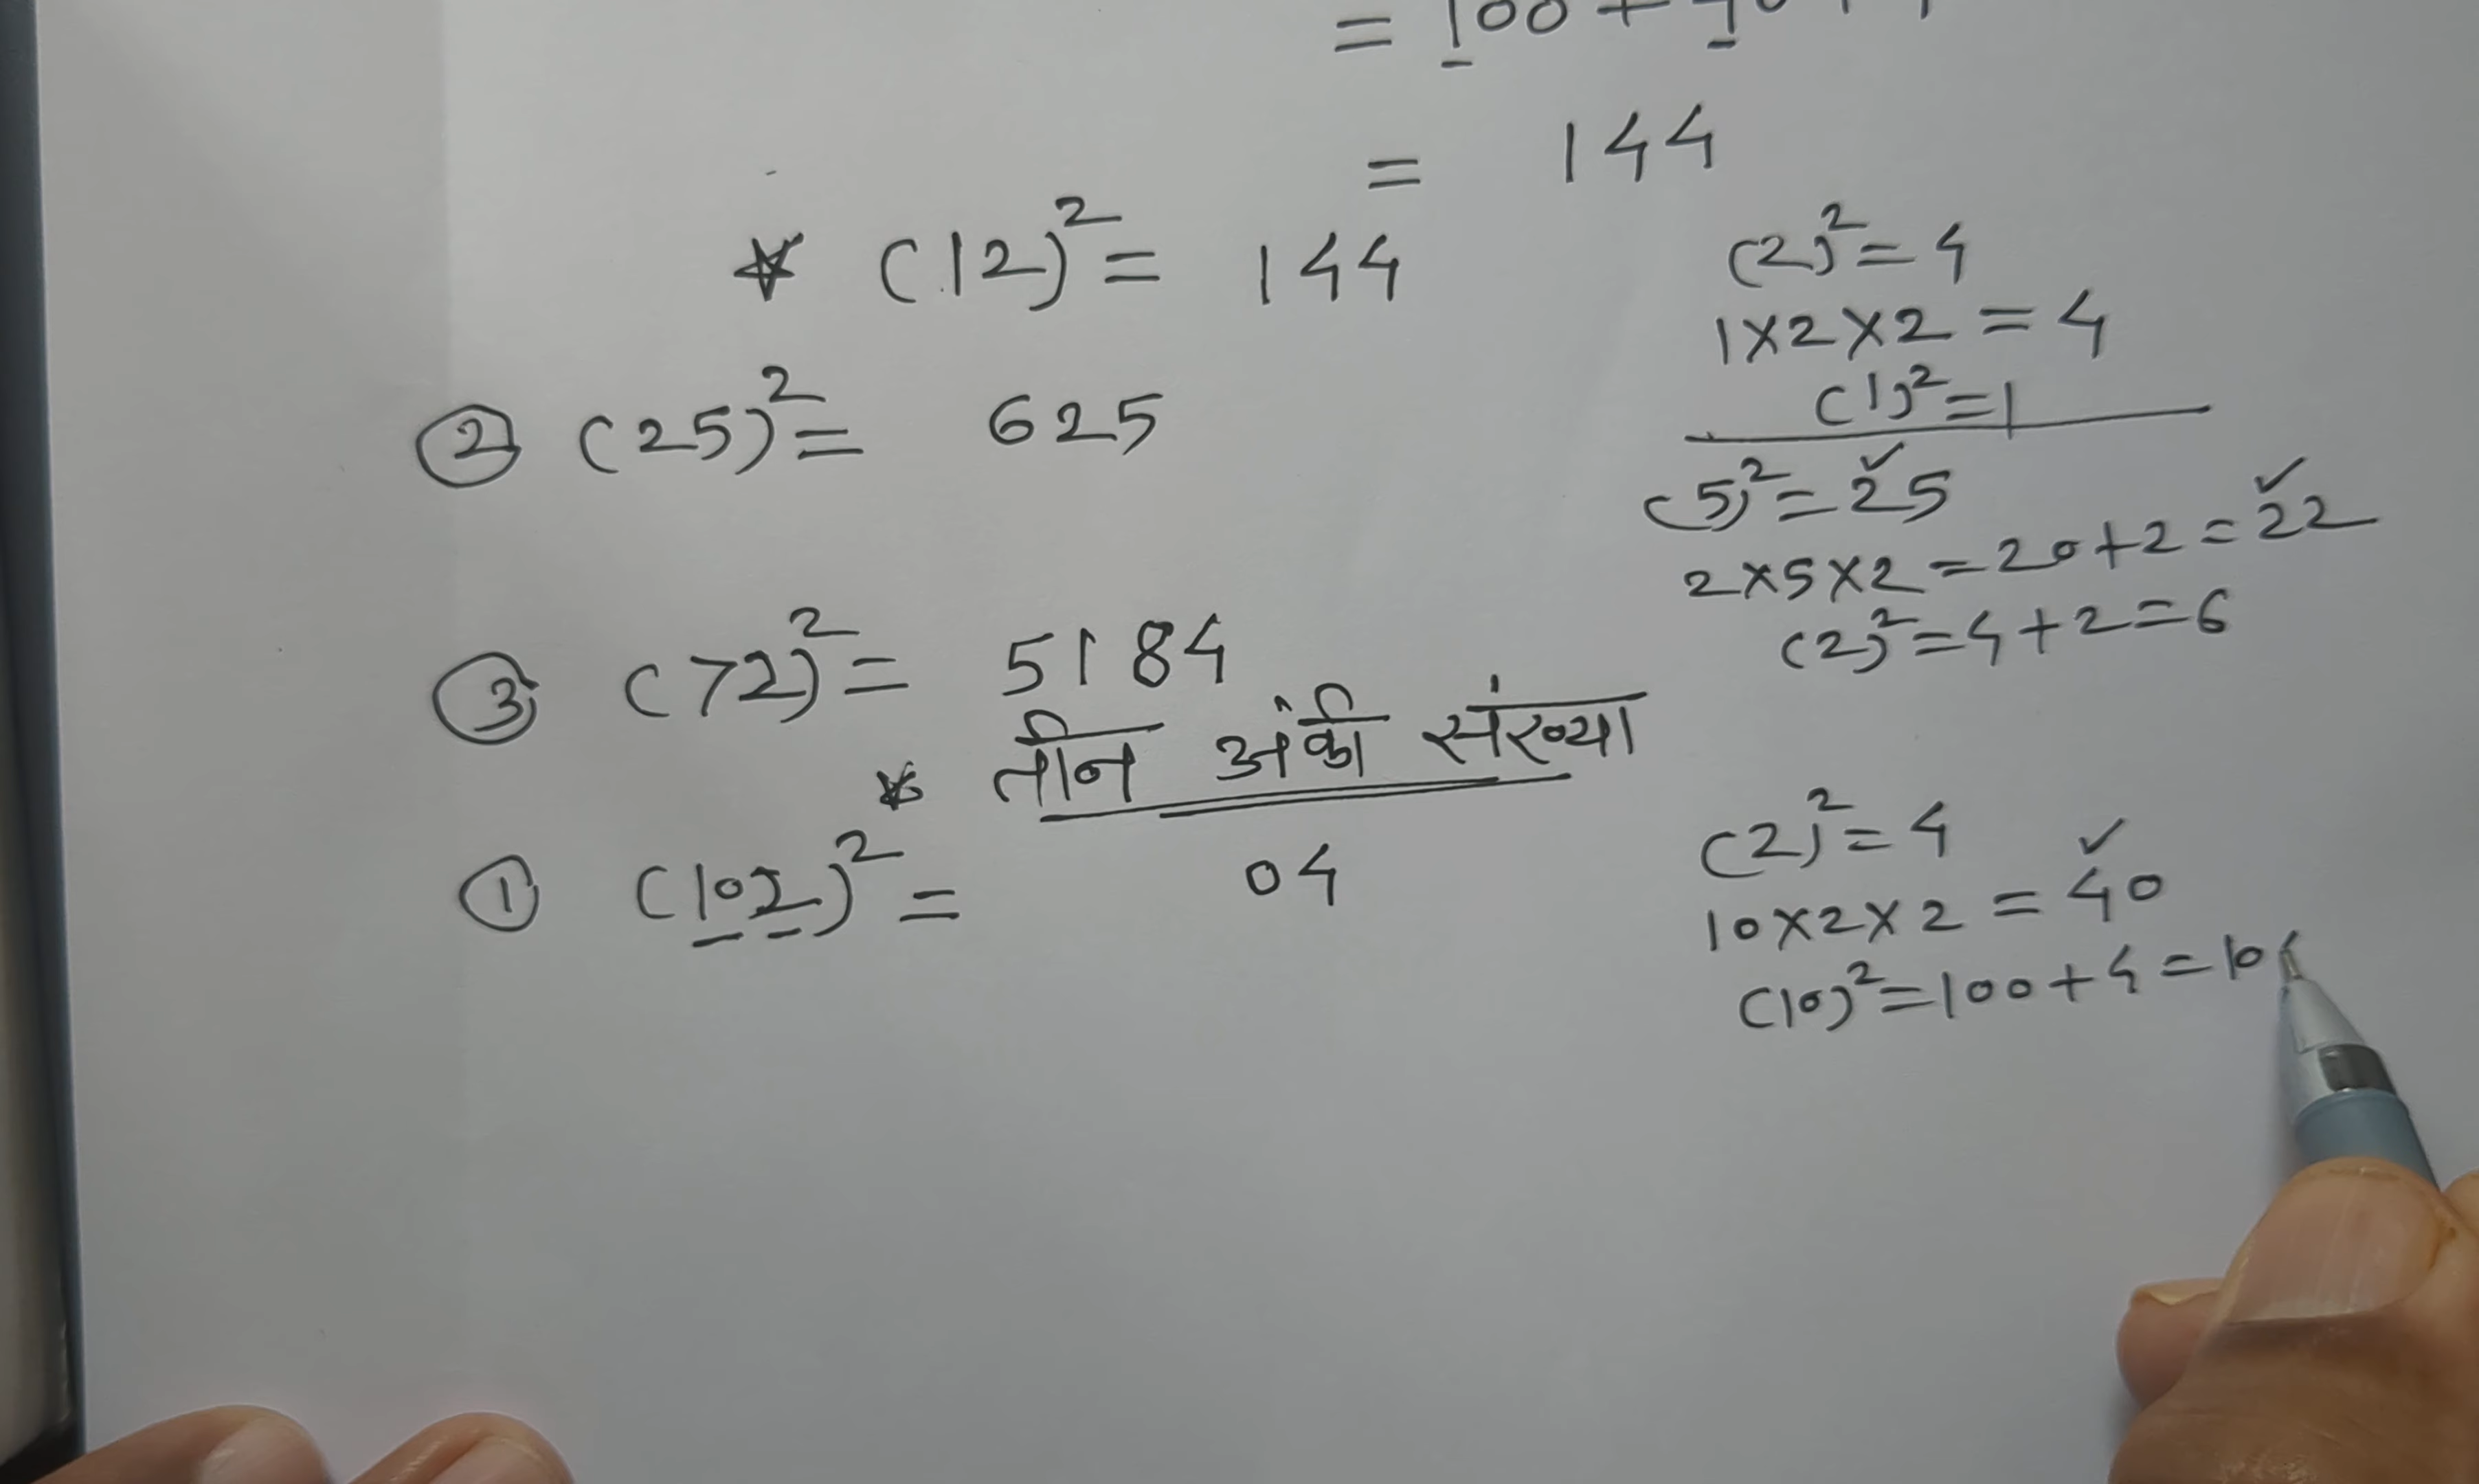 = 100 +
= 144
* (12)² = 144
(2)² = 4
1×2×2 = 4
(1)² = 1
② (25)² = 625
(5)² = 25
2×5×2 = 20+2 = 22
(2)² = 4+2 = 6
③ (72)² = 5184
* तीन अंकी संख्या
① (102)² = 04
(2)² = 4
10×2×2 = 40
(10)² = 100+4 = 104